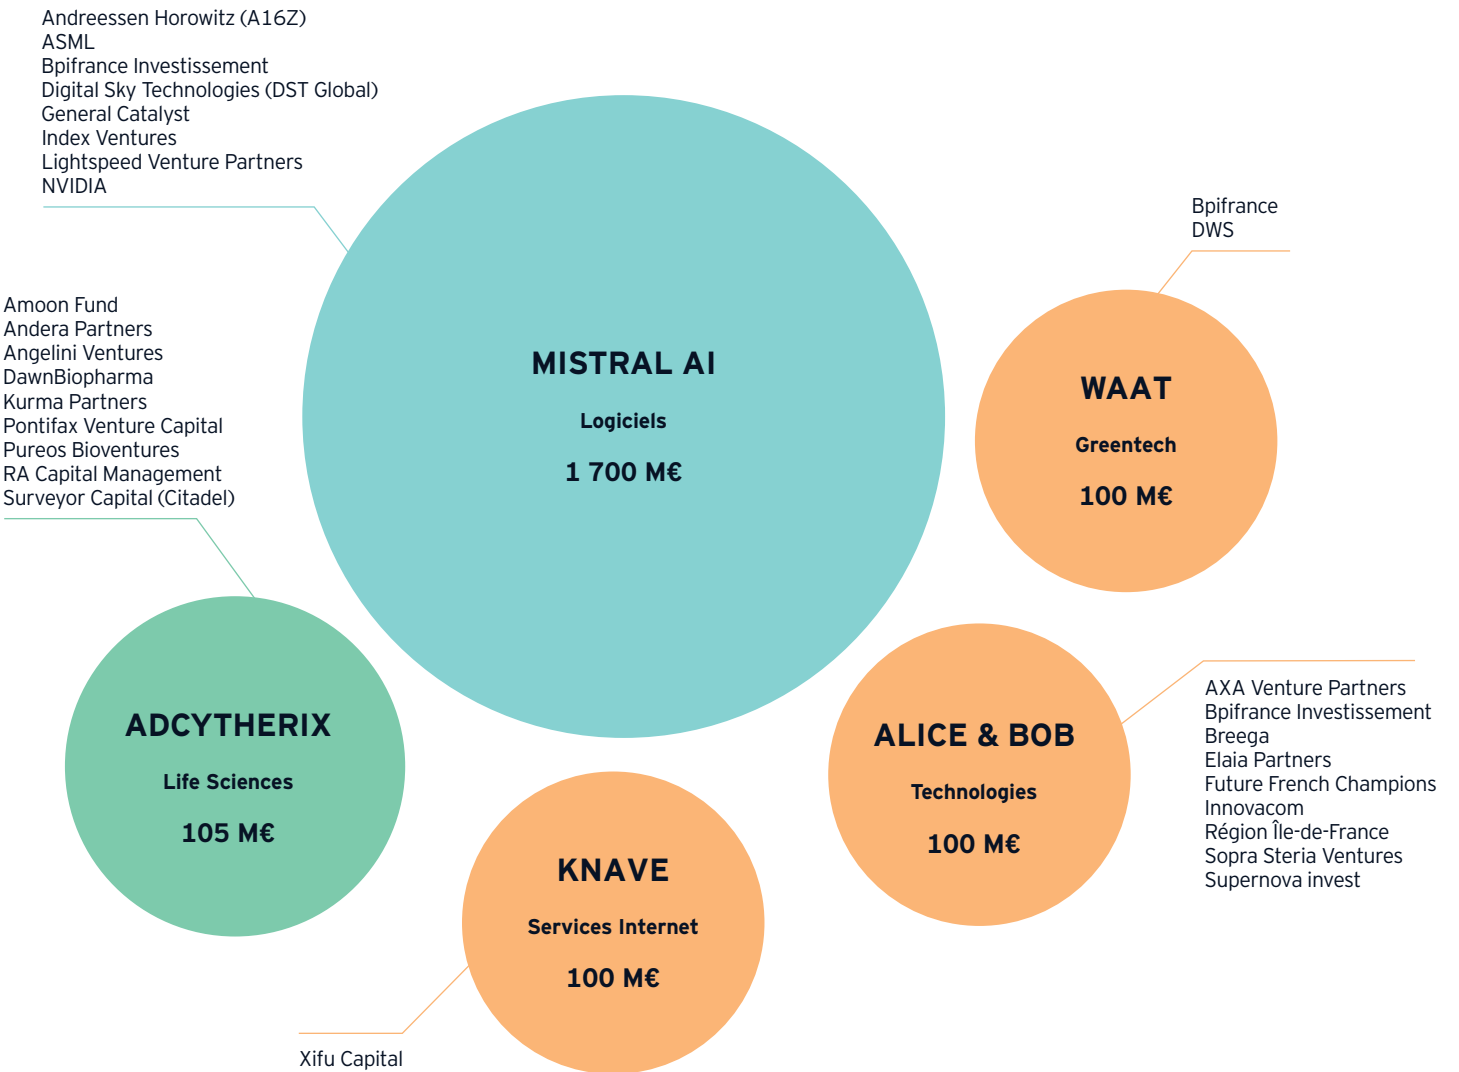 Andreessen Horowitz (A16Z)
ASML
Bpifrance Investissement
Digital Sky Technologies (DST Global)
General Catalyst
Index Ventures
Lightspeed Venture Partners
NVIDIA
MISTRAL AI
Logiciels
1 700 M€
Bpifrance
DWS
WAAT
Greentech
100 M€
Amoon Fund
Andera Partners
Angelini Ventures
DawnBiopharma
Kurma Partners
Pontifax Venture Capital
Pureos Bioventures
RA Capital Management
Surveyor Capital (Citadel)
ADCYTHERIX
Life Sciences
105 M€
ALICE & BOB
Technologies
100 M€
AXA Venture Partners
Bpifrance Investissement
Breega
Elaia Partners
Future French Champions
Innovacom
Région Île-de-France
Sopra Steria Ventures
Supernova invest
KNAVE
Services Internet
100 M€
Xifu Capital